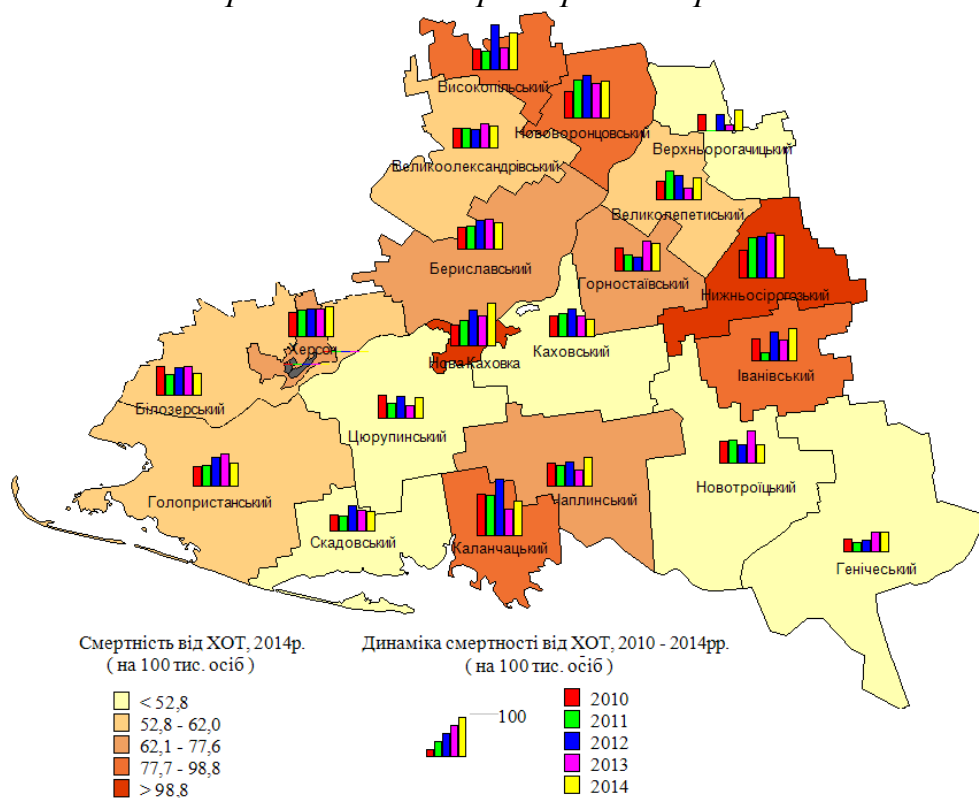 Високопільський
Нововоронцовський
Верхньорогачицький
Великоолександрівський
Великолепетиський
Бериславський
Горностаївський
Нижньосірогозький
Херсон
Нова Каховка
Каховський
Іванівський
Білозерський
Цюрупинський
Голопристанський
Чаплинський
Новотроїцький
Скадовський
Каланчацький
Генічеський
Смертність від ХОТ, 2014р.
( на 100 тис. осіб )
< 52,8
52,8 - 62,0
62,1 - 77,6
77,7 - 98,8
> 98,8
Динаміка смертності від ХОТ, 2010 - 2014рр.
( на 100 тис. осіб )
100
2010
2011
2012
2013
2014